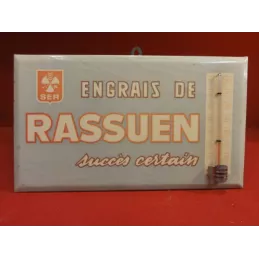 ENGRAIS DE
SER
RASSUEN
succès certain